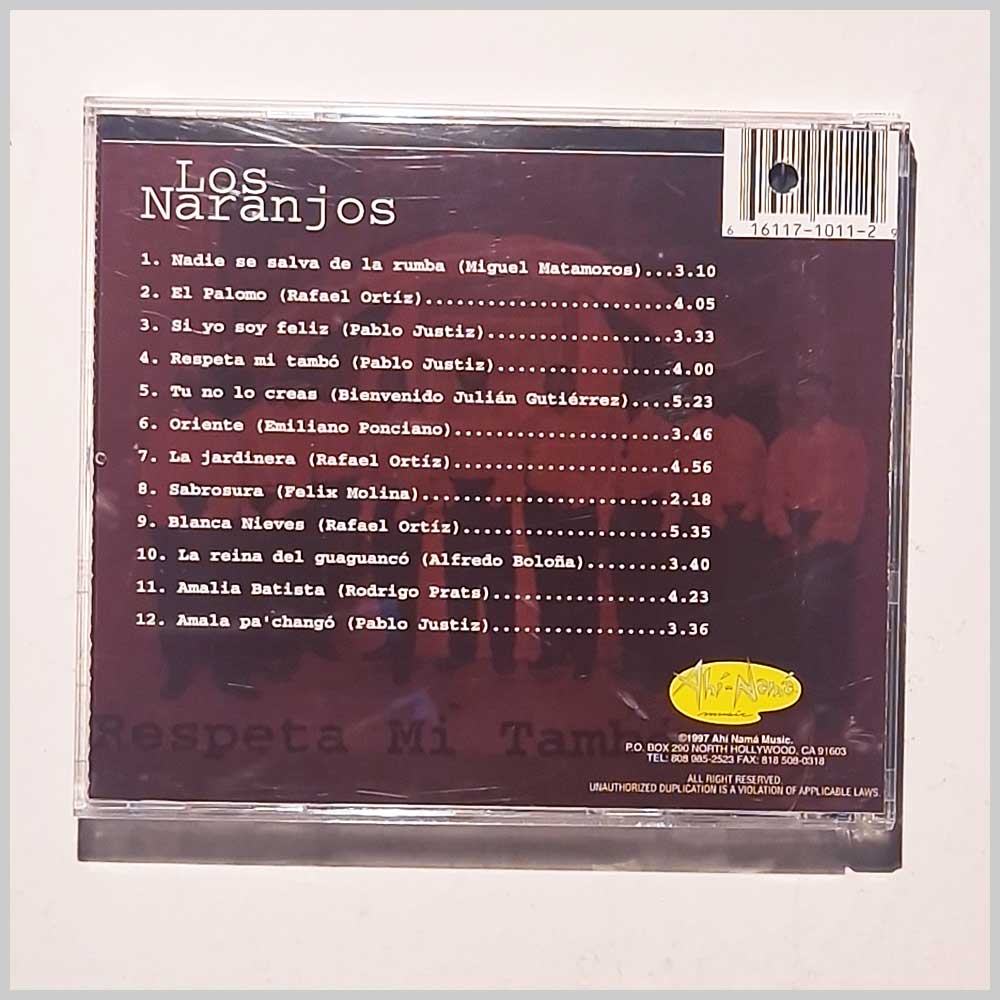 Los
Naranjos
6 16117-1011-2 9
1. Nadie se salva de la rumba (Miguel Matamoros)...3.10
2. El Palomo (Rafael Ortíz)........................4.05
3. Si yo soy feliz (Pablo Justiz)..................3.33
4. Respeta mi tambó (Pablo Justiz).................4.00
5. Tu no lo creas (Bienvenido Julián Gutiérrez)....5.23
6. Oriente (Emiliano Ponciano).....................3.46
7. La jardinera (Rafael Ortíz).....................4.56
8. Sabrosura (Felix Molina)........................2.18
9. Blanca Nieves (Rafael Ortíz)....................5.35
10. La reina del guaguancó (Alfredo Boloña)........3.40
11. Amalia Batista (Rodrigo Prats).................4.23
12. Amala pa'changó (Pablo Justiz).................3.36
Ahí-Namá
music
Respeta Mi Tambó
©1997 Ahí Namá Music.
P.O. BOX 290 NORTH HOLLYWOOD, CA 91603
TEL: 808 985-2523 FAX: 818 508-0318
ALL RIGHT RESERVED.
UNAUTHORIZED DUPLICATION IS A VIOLATION OF APPLICABLE LAWS.